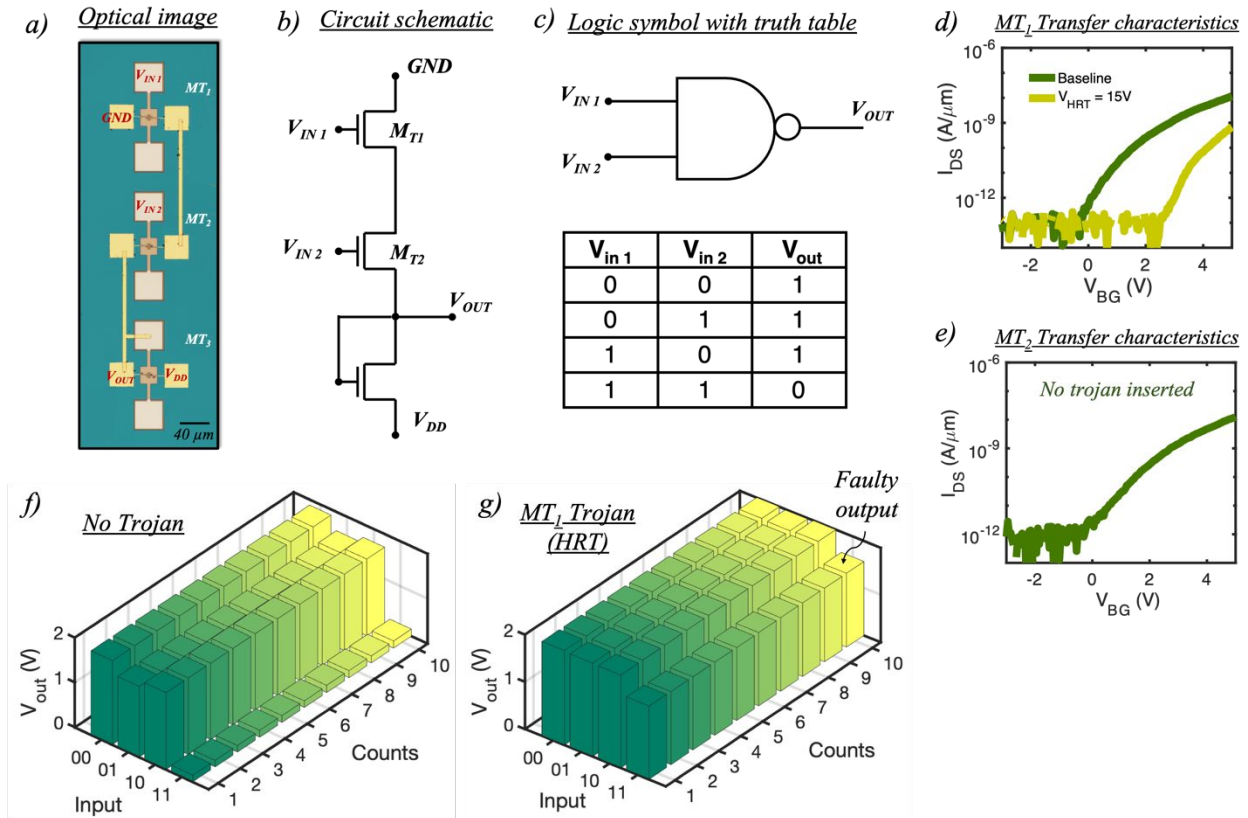 a) Optical image
V_IN 1
MT_1
GND
V_IN 2
MT_2
MT_3
V_OUT
V_DD
40 μm
b) Circuit schematic
GND
V_IN 1
M_T1
V_IN 2
M_T2
V_OUT
V_DD
c) Logic symbol with truth table
V_IN 1
V_OUT
V_IN 2
V_in 1 V_in 2 V_out
0 0 1
0 1 1
1 0 1
1 1 0
d) MT_1 Transfer characteristics
10^-6
Baseline
V_HRT = 15V
10^-9
10^-12
I_DS (A/μm)
-2 0 2 4
V_BG (V)
e) MT_2 Transfer characteristics
10^-6
No trojan inserted
10^-9
10^-12
I_DS (A/μm)
-2 0 2 4
V_BG (V)
f) No Trojan
2
1
0
V_out (V)
00
01
10
11
Input
1
2
3
4
5
6
7
8
9
10
Counts
g) MT_1 Trojan
(HRT)
Faulty
output
2
1
0
V_out (V)
00
01
10
11
Input
1
2
3
4
5
6
7
8
9
10
Counts